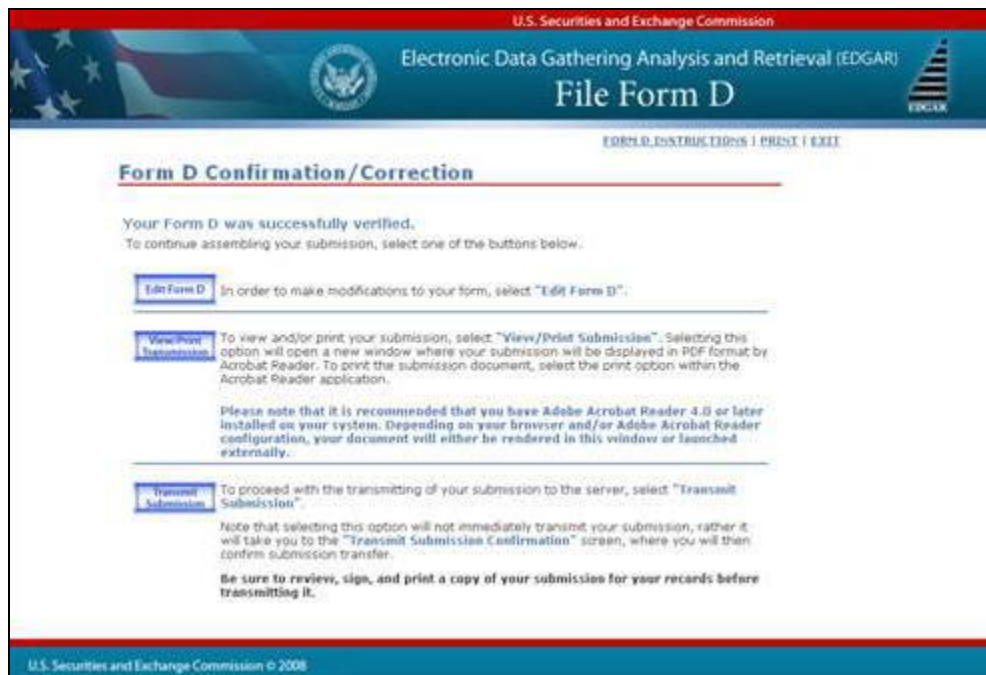 U.S. Securities and Exchange Commission
Electronic Data Gathering Analysis and Retrieval (EDGAR)
File Form D
EDGAR
FORM D INSTRUCTIONS | PRINT | EXIT
Form D Confirmation/Correction
Your Form D was successfully verified.
To continue assembling your submission, select one of the buttons below.
Edit Form D
In order to make modifications to your form, select "Edit Form D".
View/Print
Transmission
To view and/or print your submission, select "View/Print Submission". Selecting this
option will open a new window where your submission will be displayed in PDF format by
Acrobat Reader. To print the submission document, select the print option within the
Acrobat Reader application.
Please note that it is recommended that you have Adobe Acrobat Reader 4.0 or later
installed on your system. Depending on your browser and/or Adobe Acrobat Reader
configuration, your document will either be rendered in this window or launched
externally.
Transmit
Submission
To proceed with the transmitting of your submission to the server, select "Transmit
Submission".
Note that selecting this option will not immediately transmit your submission, rather it
will take you to the "Transmit Submission Confirmation" screen, where you will then
confirm submission transfer.
Be sure to review, sign, and print a copy of your submission for your records before
transmitting it.
U.S. Securities and Exchange Commission © 2008